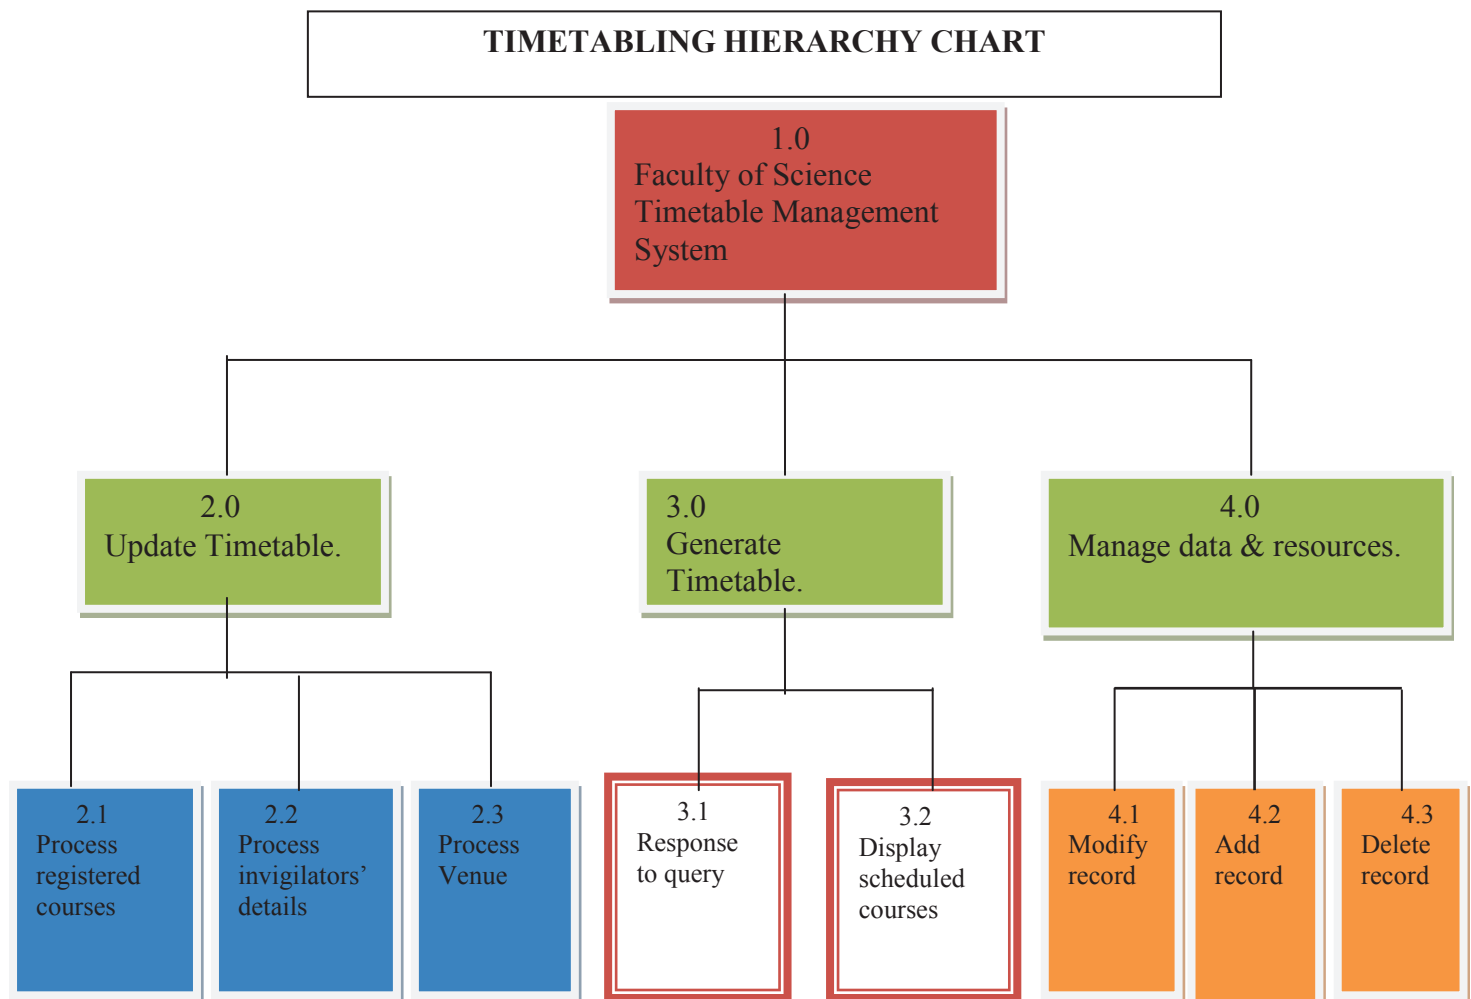 TIMETABLING HIERARCHY CHART
1.0
Faculty of Science
Timetable Management
System
2.0
Update Timetable.
3.0
Generate
Timetable.
4.0
Manage data & resources.
2.1
Process
registered
courses
2.2
Process
invigilators’
details
2.3
Process
Venue
3.1
Response
to query
3.2
Display
scheduled
courses
4.1
Modify
record
4.2
Add
record
4.3
Delete
record